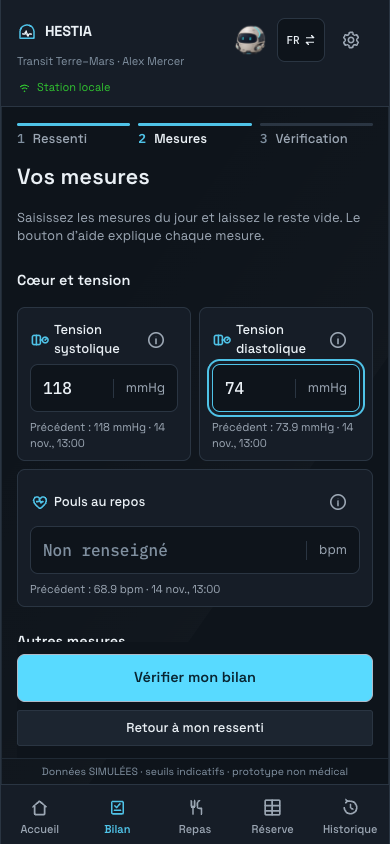 HESTIA
FR
Transit Terre–Mars · Alex Mercer
Station locale
1 Ressenti
2 Mesures
3 Vérification
Vos mesures
Saisissez les mesures du jour et laissez le reste vide. Le
bouton d'aide explique chaque mesure.
Cœur et tension
Tension
systolique
118 mmHg
Précédent : 118 mmHg · 14
nov., 13:00
Tension
diastolique
74 mmHg
Précédent : 73.9 mmHg · 14
nov., 13:00
Pouls au repos
Non renseigné bpm
Précédent : 68.9 bpm · 14 nov., 13:00
Autres mesures
Vérifier mon bilan
Retour à mon ressenti
Données SIMULÉES · seuils indicatifs · prototype non médical
Accueil
Bilan
Repas
Réserve
Historique